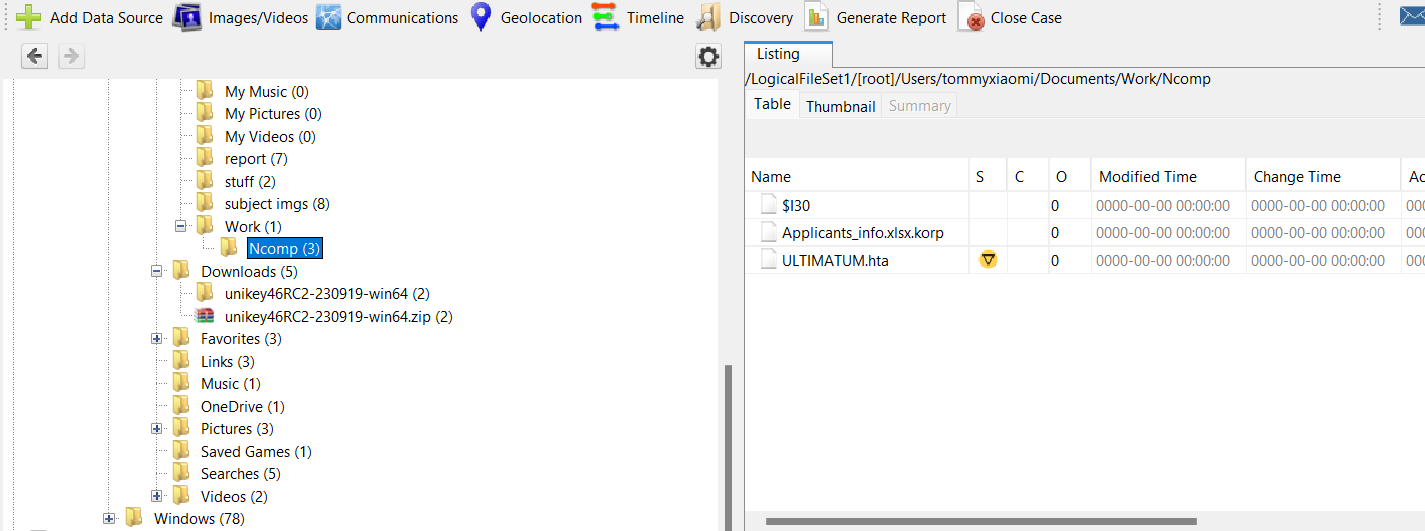 Add Data Source Images/Videos Communications Geolocation Timeline Discovery Generate Report Close Case
My Music (0)
My Pictures (0)
My Videos (0)
report (7)
stuff (2)
subject imgs (8)
Work (1)
Ncomp (3)
Downloads (5)
unikey46RC2-230919-win64 (2)
unikey46RC2-230919-win64.zip (2)
Favorites (3)
Links (3)
Music (1)
OneDrive (1)
Pictures (3)
Saved Games (1)
Searches (5)
Videos (2)
Windows (78)
Listing
/LogicalFileSet1/[root]/Users/tommyxiaomi/Documents/Work/Ncomp
Table Thumbnail Summary
Name S C O Modified Time Change Time Ac
$I30 0 0000-00-00 00:00:00 0000-00-00 00:00:00 000
Applicants_info.xlsx.korp 0 0000-00-00 00:00:00 0000-00-00 00:00:00 000
ULTIMATUM.hta 0 0000-00-00 00:00:00 0000-00-00 00:00:00 000